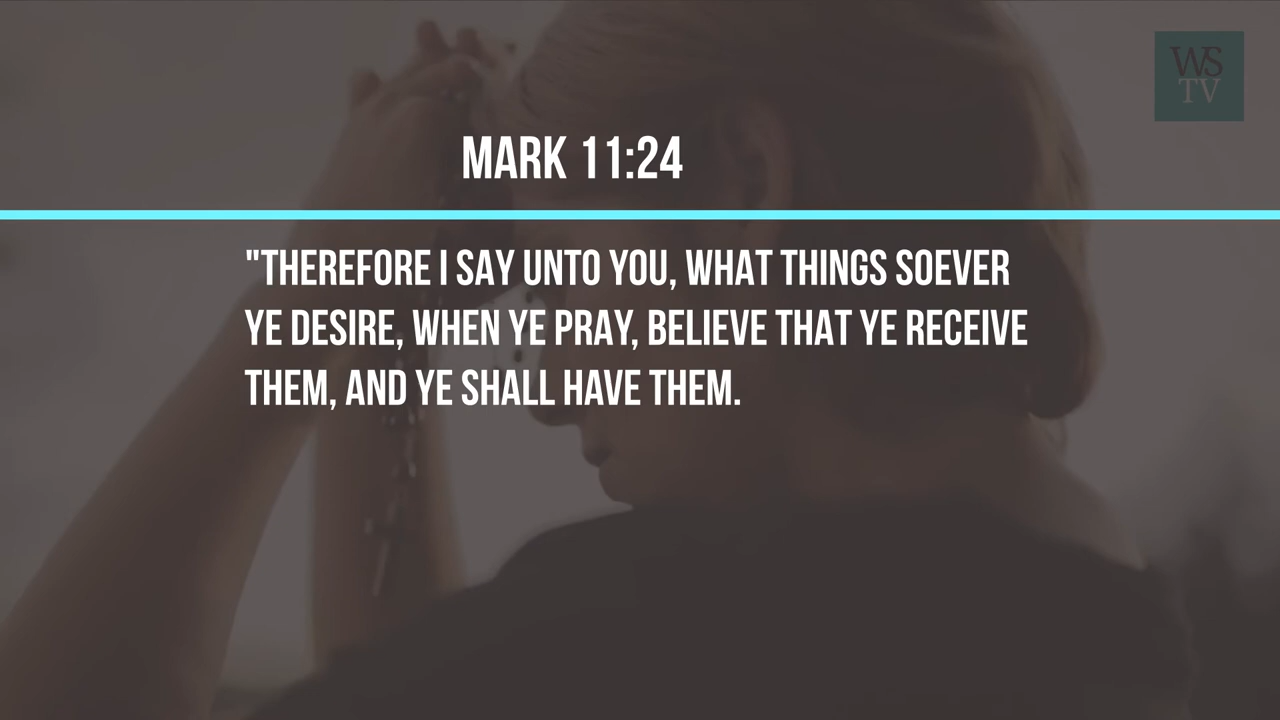 WS
TV
MARK 11:24
"THEREFORE I SAY UNTO YOU, WHAT THINGS SOEVER
YE DESIRE, WHEN YE PRAY, BELIEVE THAT YE RECEIVE
THEM, AND YE SHALL HAVE THEM.